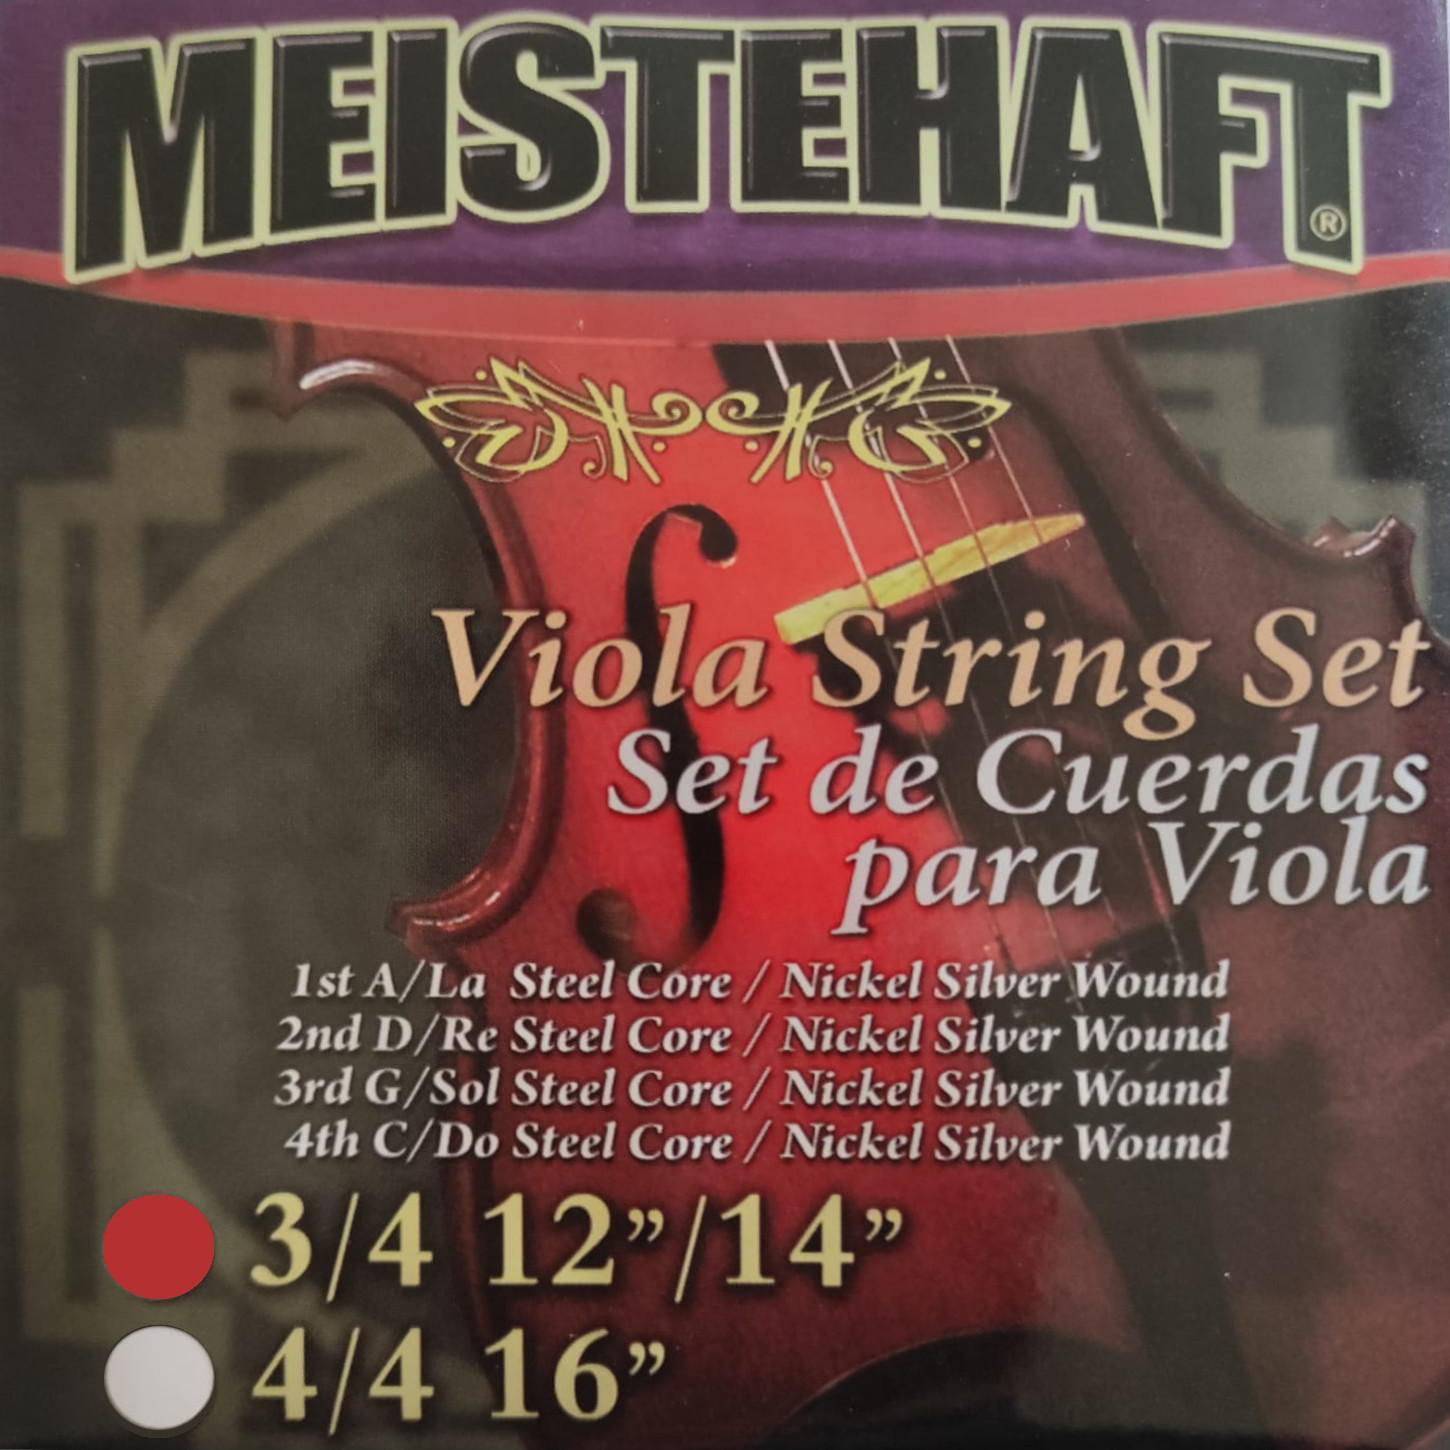 MEISTEHAFT
®
Viola String Set
Set de Cuerdas
para Viola
1st A/La Steel Core / Nickel Silver Wound
2nd D/Re Steel Core / Nickel Silver Wound
3rd G/Sol Steel Core / Nickel Silver Wound
4th C/Do Steel Core / Nickel Silver Wound
3/4 12”/14”
4/4 16”